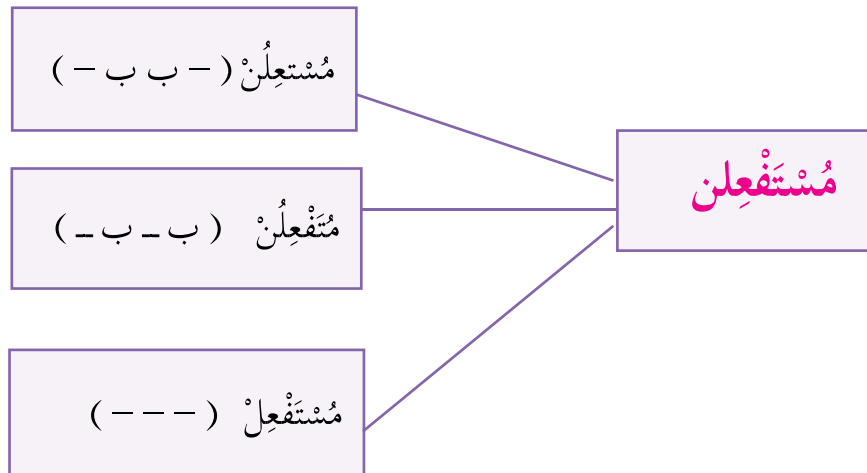 مُسْتَفْعِلن
مُسْتعِلُنْ (– ب ب –)
مُتَفْعِلُنْ (ب – ب –)
مُسْتَفْعِلْ (– – –)